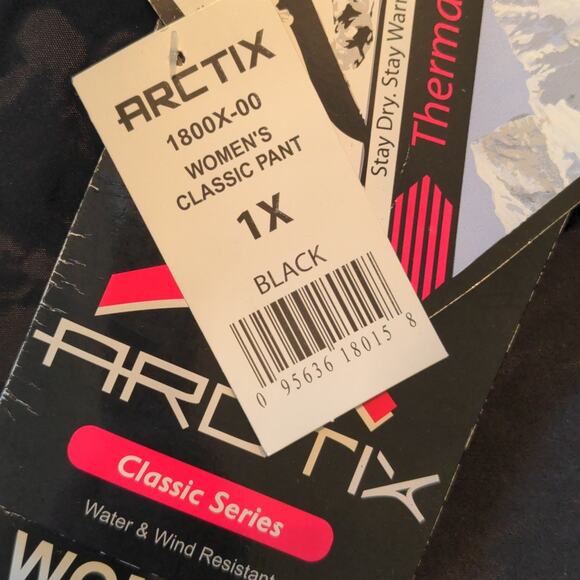 ARCTIX
1800X-00
WOMEN'S
CLASSIC PANT
1X
BLACK
0 95636 18015 8
Stay Dry. Stay Warm
Therma
ARCTIX
Classic Series
Water & Wind Resistant
WO